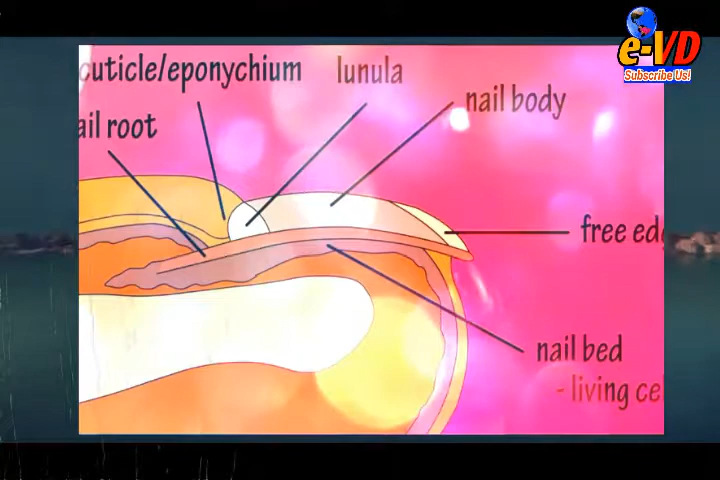 cuticle/eponychium
lunula
nail body
ail root
free ed
nail bed
- living ce
e-VD
Subscribe Us!